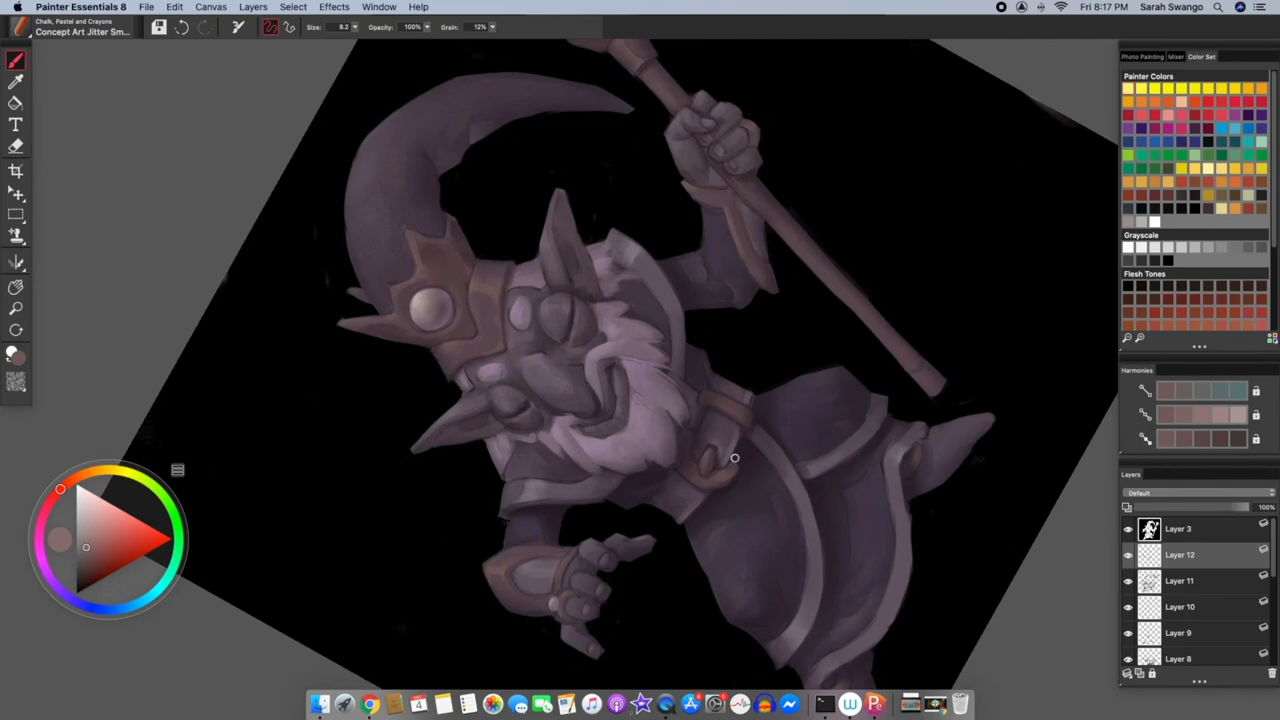 Painter Essentials 8 File Edit Canvas Layers Select Effects Window Help Fri 8:17 PM Sarah Swango
Chalk, Pastel and Crayons
Concept Art Jitter Sm... Size: 8.2 Opacity: 100% Grain: 12%
Photo Painting Mixer Color Set
Painter Colors
Grayscale
Flesh Tones
Harmonies
Layers
Default
100%
Layer 3
Layer 12
Layer 11
Layer 10
Layer 9
Layer 8